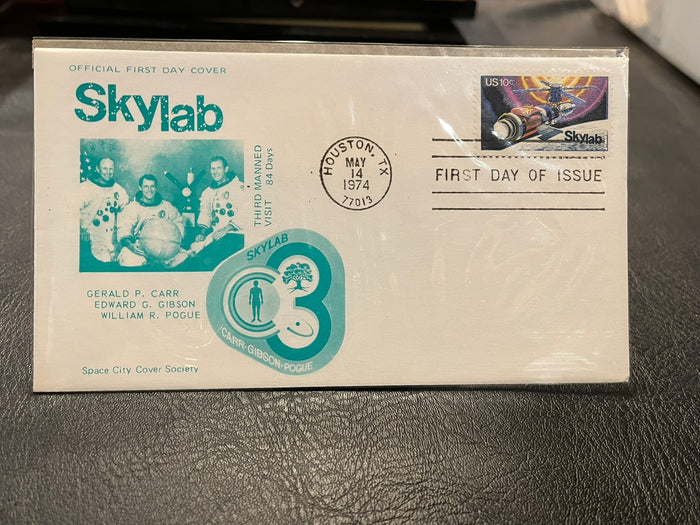 OFFICIAL FIRST DAY COVER
Skylab
THIRD MANNED
VISIT 84 Days
GERALD P. CARR
EDWARD G. GIBSON
WILLIAM R. POGUE
SKYLAB
CARR·GIBSON·POGUE
Space City Cover Society
HOUSTON, TX
MAY
14
1974
77013
US 10c
Skylab
FIRST DAY OF ISSUE